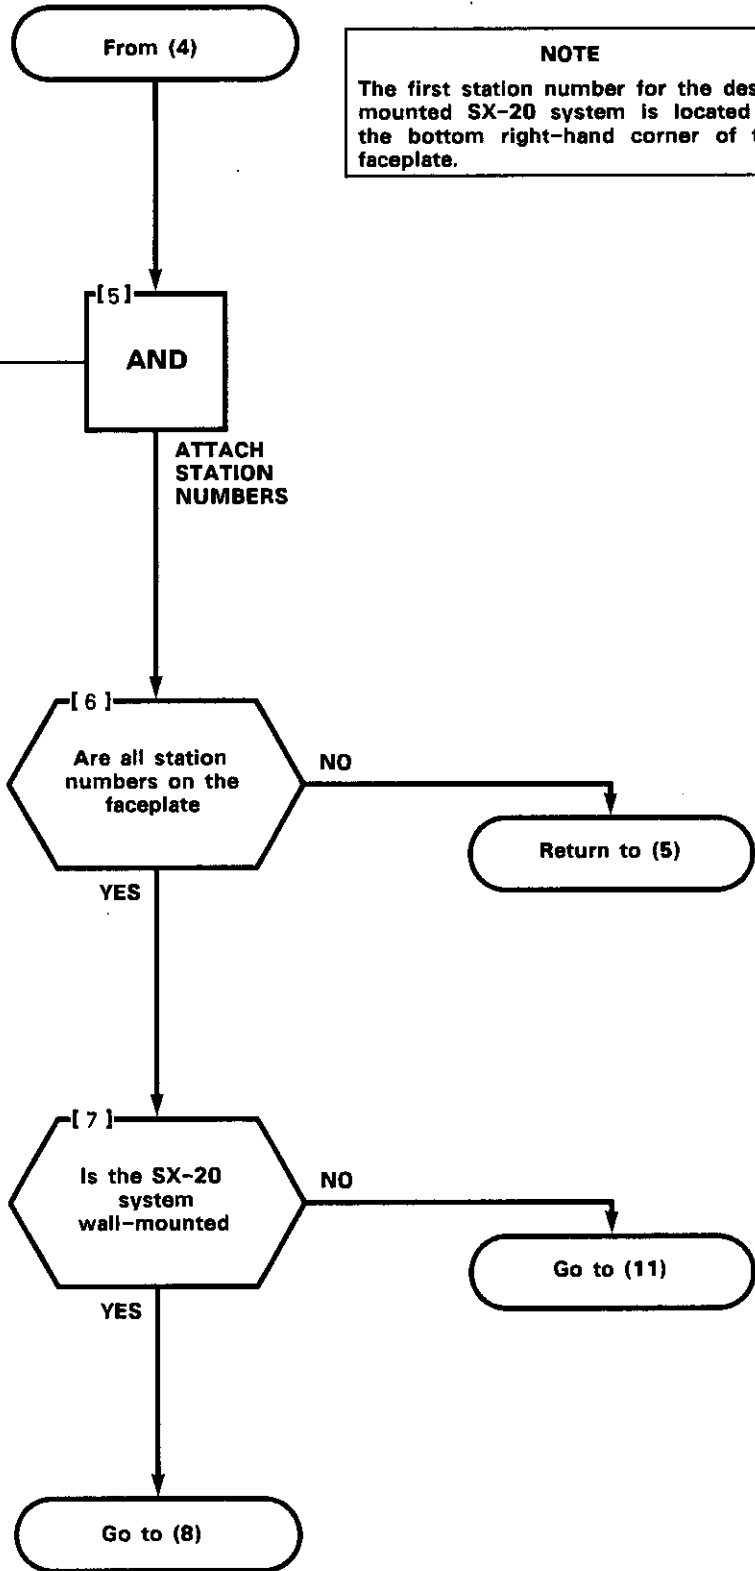 From (4)
NOTE
The first station number for the
mounted SX-20 system is located
the bottom right-hand corner of
faceplate.
[5]
AND
ATTACH
STATION
NUMBERS
[6]
Are all station
numbers on the
faceplate
NO
Return to (5)
YES
[7]
Is the SX-20
system
wall-mounted
NO
Go to (11)
YES
Go to (8)